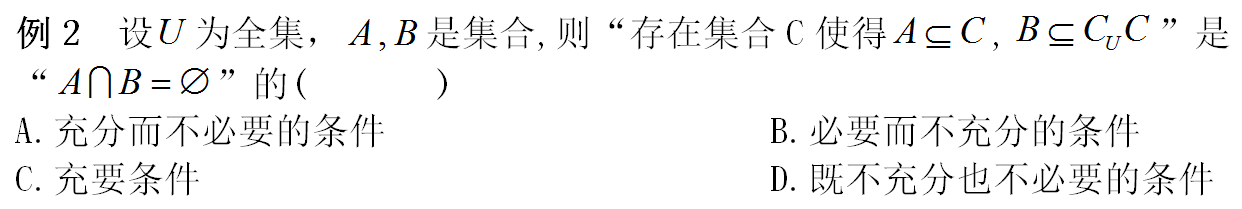 例2 设U为全集，A,B是集合,则“存在集合C使得A⊆C, B⊆C_U C”是
“A∩B=∅”的( )
A.充分而不必要的条件 B.必要而不充分的条件
C.充要条件 D.既不充分也不必要的条件